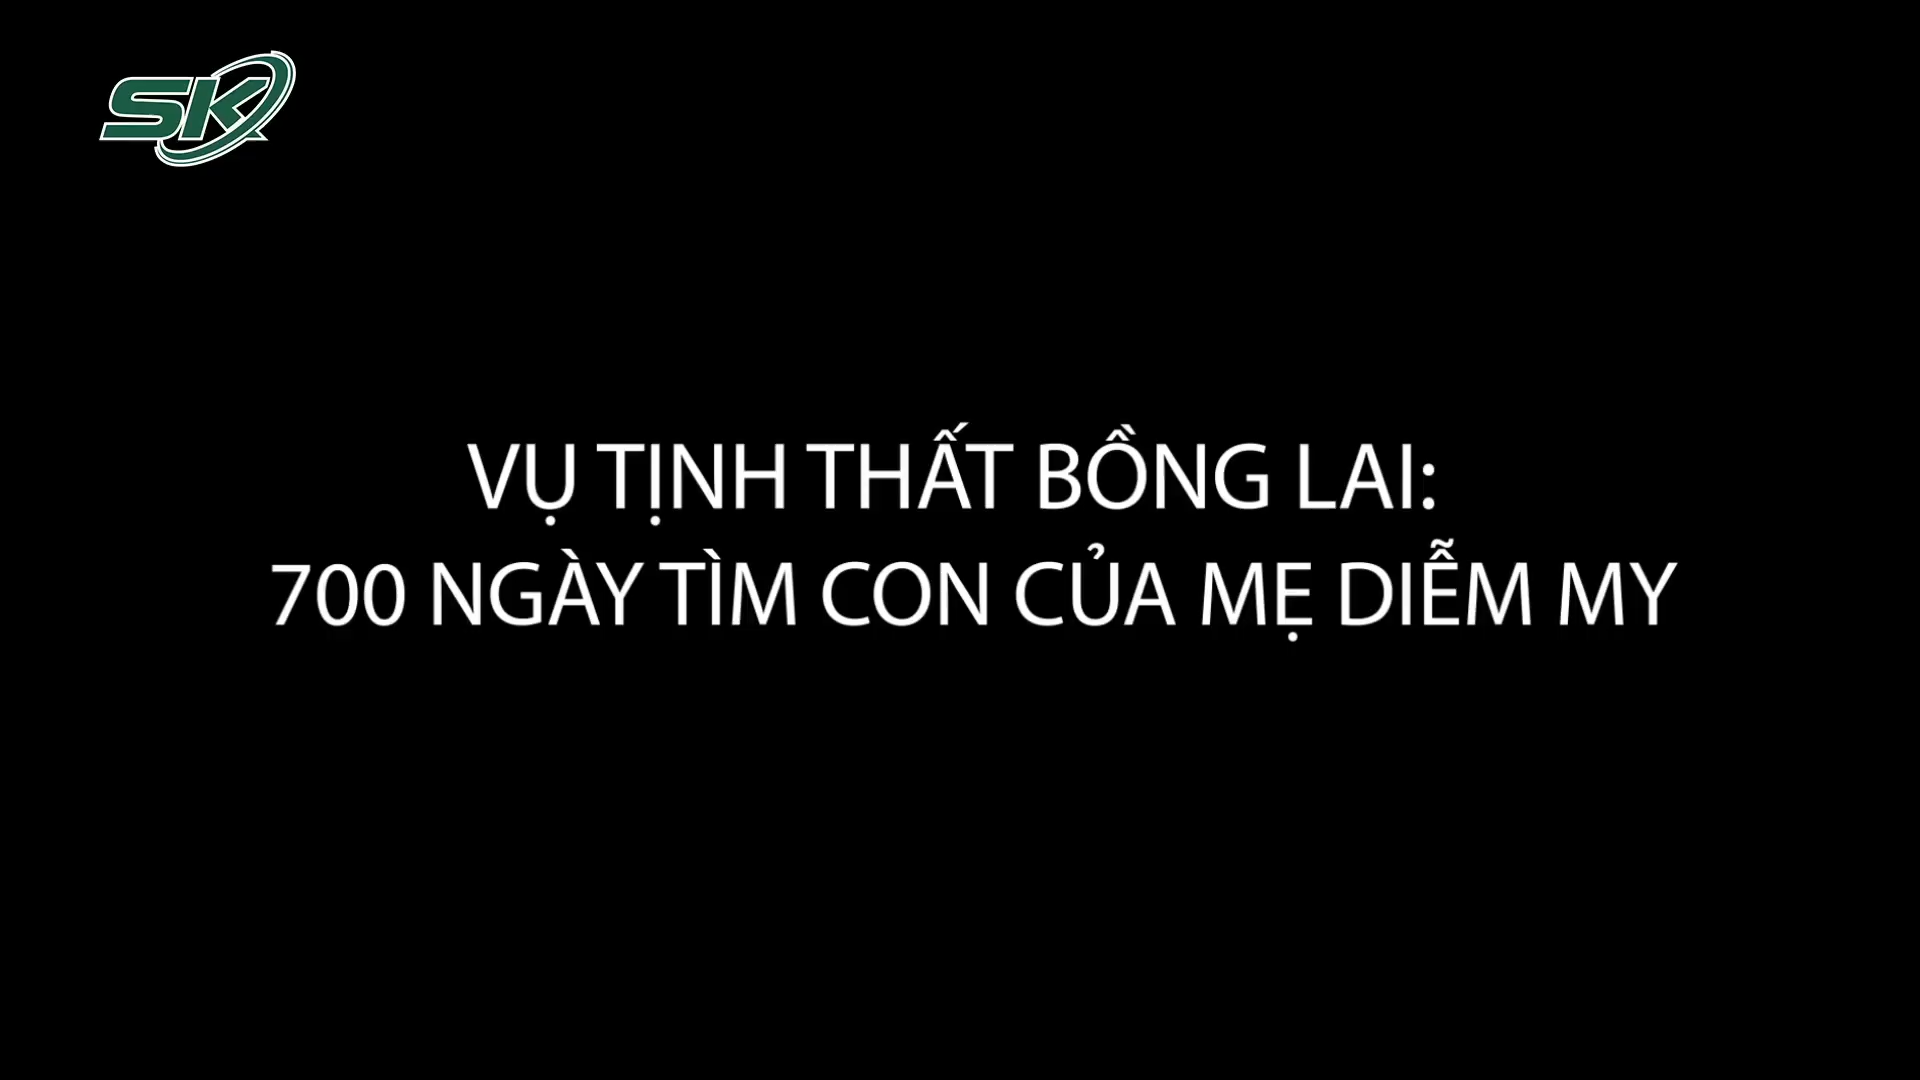 SK
VỤ TỊNH THẤT BỒNG LAI:
700 NGÀY TÌM CON CỦA MẸ DIỄM MY